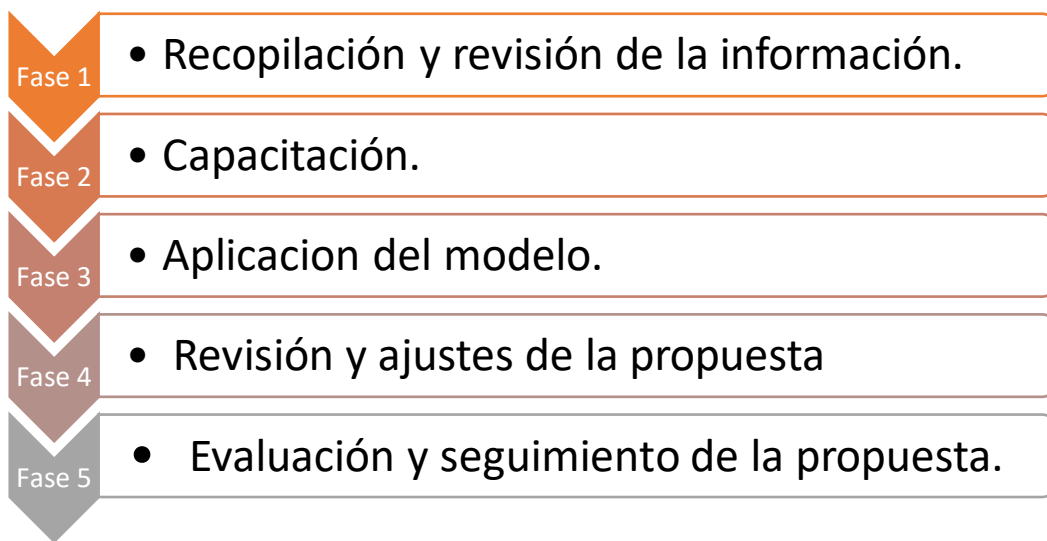 Fase 1
• Recopilación y revisión de la información.
Fase 2
• Capacitación.
Fase 3
• Aplicacion del modelo.
Fase 4
• Revisión y ajustes de la propuesta
Fase 5
• Evaluación y seguimiento de la propuesta.